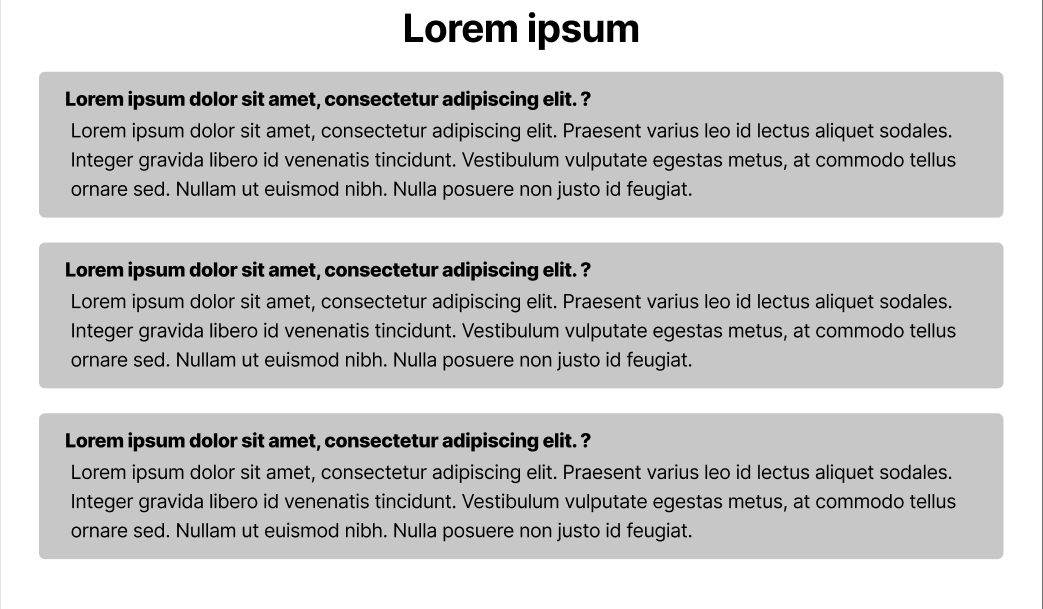 Lorem ipsum
Lorem ipsum dolor sit amet, consectetur adipiscing elit. ?
Lorem ipsum dolor sit amet, consectetur adipiscing elit. Praesent varius leo id lectus aliquet sodales.
Integer gravida libero id venenatis tincidunt. Vestibulum vulputate egestas metus, at commodo tellus
ornare sed. Nullam ut euismod nibh. Nulla posuere non justo id feugiat.
Lorem ipsum dolor sit amet, consectetur adipiscing elit. ?
Lorem ipsum dolor sit amet, consectetur adipiscing elit. Praesent varius leo id lectus aliquet sodales.
Integer gravida libero id venenatis tincidunt. Vestibulum vulputate egestas metus, at commodo tellus
ornare sed. Nullam ut euismod nibh. Nulla posuere non justo id feugiat.
Lorem ipsum dolor sit amet, consectetur adipiscing elit. ?
Lorem ipsum dolor sit amet, consectetur adipiscing elit. Praesent varius leo id lectus aliquet sodales.
Integer gravida libero id venenatis tincidunt. Vestibulum vulputate egestas metus, at commodo tellus
ornare sed. Nullam ut euismod nibh. Nulla posuere non justo id feugiat.